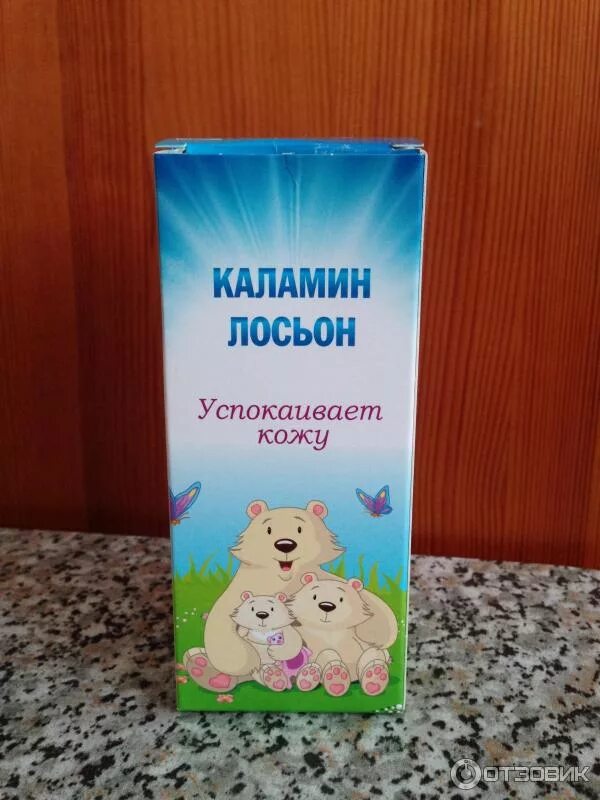 КАЛАМИН
ЛОСЬОН
Успокаивает
кожу
ОТЗОВИК